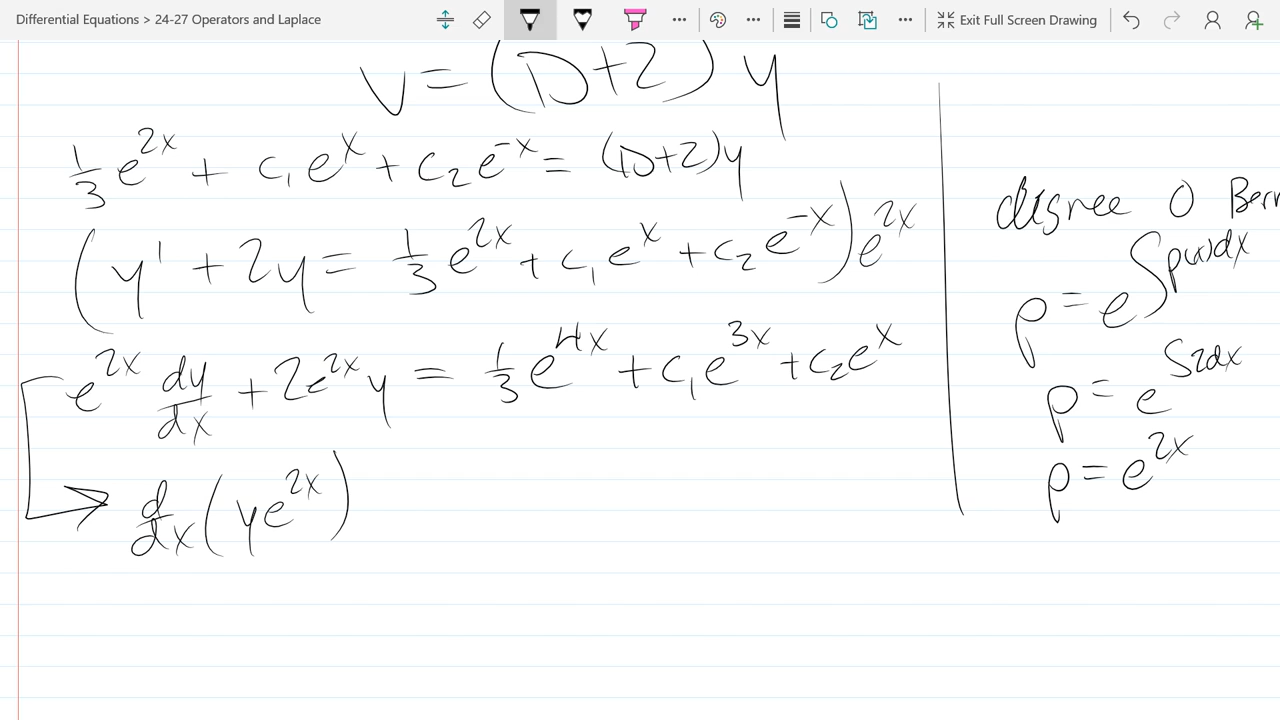 Differential Equations > 24-27 Operators and Laplace
Exit Full Screen Drawing
v = (D+2) y
1/3 e^{2x} + c₁e^x + c₂e^{-x} = (D+2)y
(y' + 2y = 1/3 e^{2x} + c₁e^x + c₂e^{-x})e^{2x}
e^{2x} dy/dx + 2e^{2x}y = 1/3 e^{4x} + c₁e^{3x} + c₂e^x
d/dx (ye^{2x})
degree 0 Bern
ρ = e^{∫p(x)dx}
ρ = e^{∫2dx}
ρ = e^{2x}